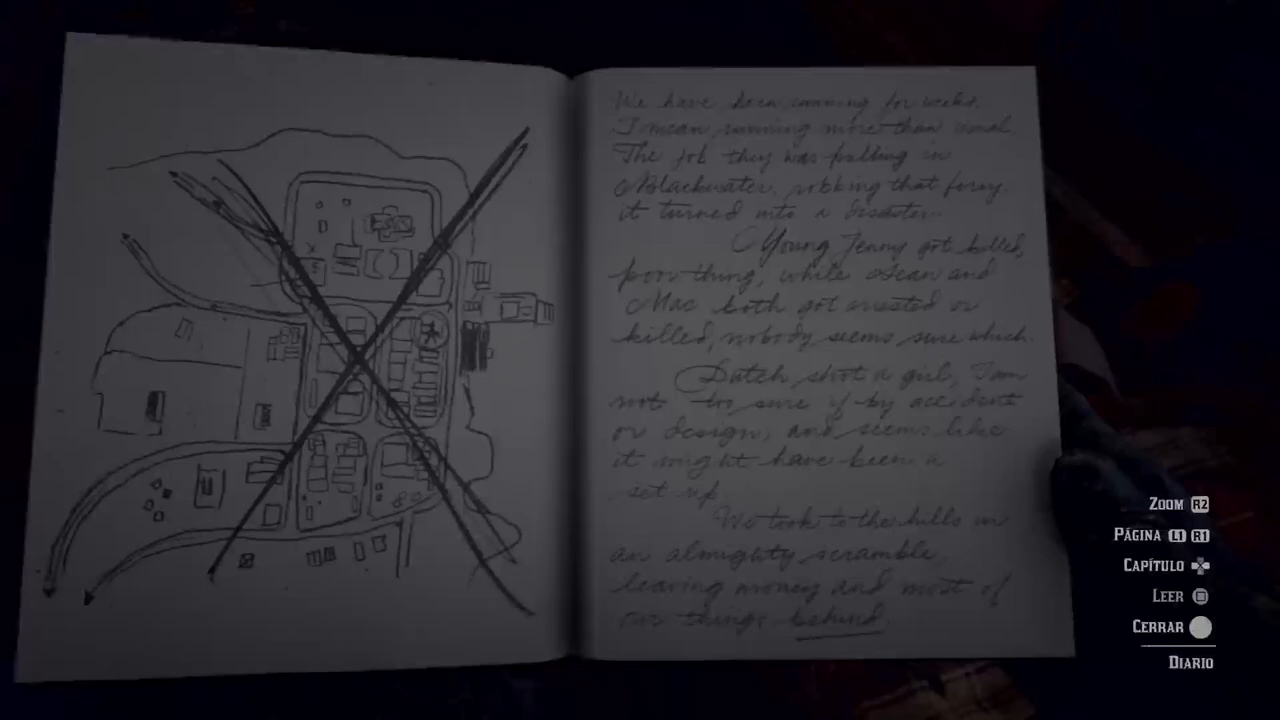 We have been running for weeks.
I mean running more than usual.
The job they was pulling in
Blackwater, robbing that ferry
it turned into a disaster.
Young Jenny got killed,
poor thing, while Sean and
Mac both got arrested or
killed, nobody seems sure which.
Dutch shot a girl, I am
not too sure if by accident
or design, and seems like
it might have been a
set up.
We took to the hills in
an almighty scramble,
leaving money and most of
our things behind.
ZOOM R2
PÁGINA L1 R1
CAPÍTULO
LEER
CERRAR
DIARIO